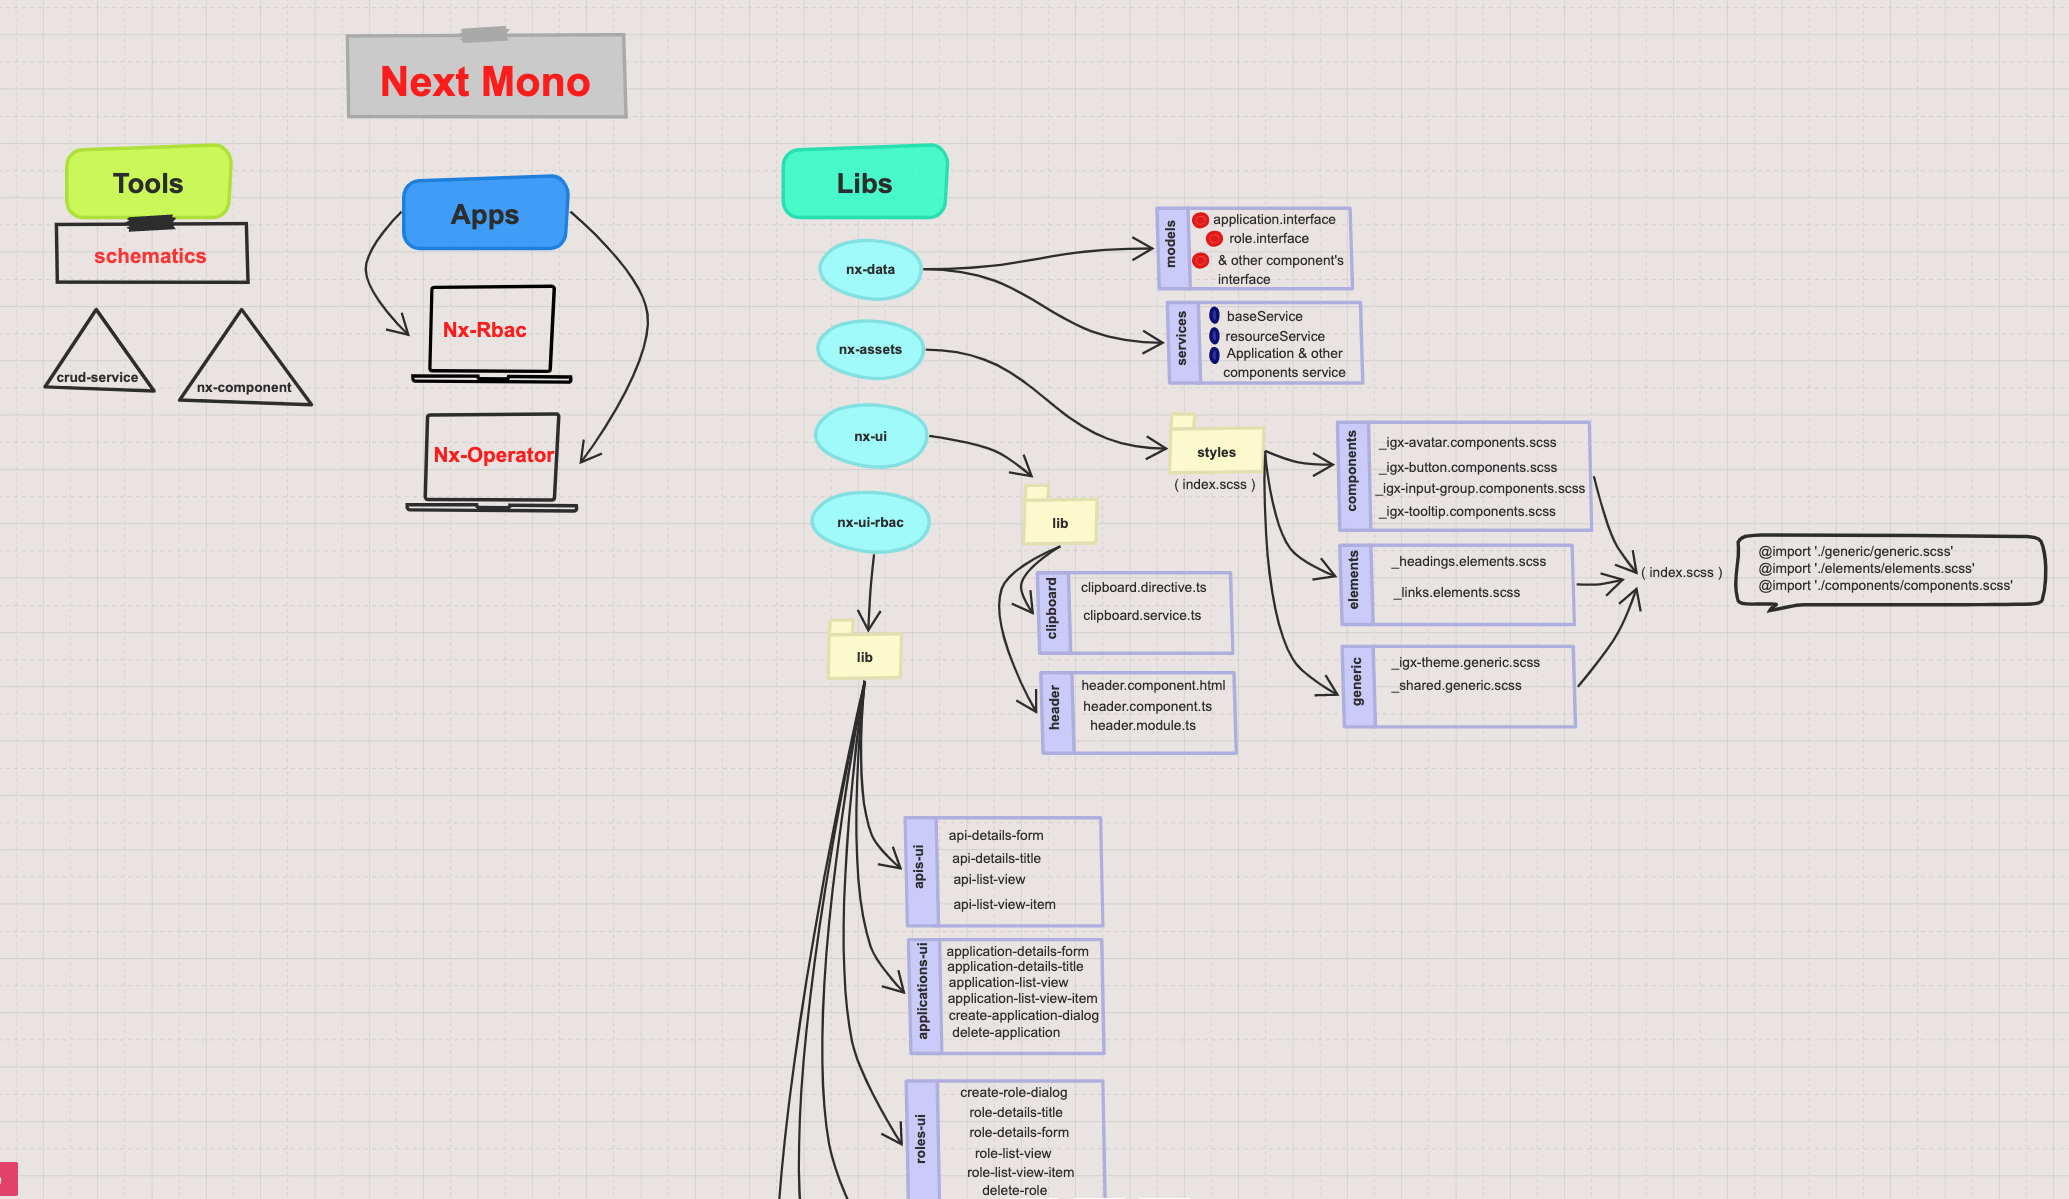 Next Mono
Tools
schematics
crud-service
nx-component
Apps
Nx-Rbac
Nx-Operator
Libs
nx-data
nx-assets
nx-ui
nx-ui-rbac
models
application.interface
role.interface
& other component's
interface
services
baseService
resourceService
Application & other
components service
styles
( index.scss )
components
_igx-avatar.components.scss
_igx-button.components.scss
_igx-input-group.components.scss
_igx-tooltip.components.scss
elements
_headings.elements.scss
_links.elements.scss
generic
_igx-theme.generic.scss
_shared.generic.scss
( index.scss )
@import './generic/generic.scss'
@import './elements/elements.scss'
@import './components/components.scss'
lib
clipboard
clipboard.directive.ts
clipboard.service.ts
header
header.component.html
header.component.ts
header.module.ts
lib
apis-ui
api-details-form
api-details-title
api-list-view
api-list-view-item
applications-ui
application-details-form
application-details-title
application-list-view
application-list-view-item
create-application-dialog
delete-application
roles-ui
create-role-dialog
role-details-title
role-details-form
role-list-view
role-list-view-item
delete-role